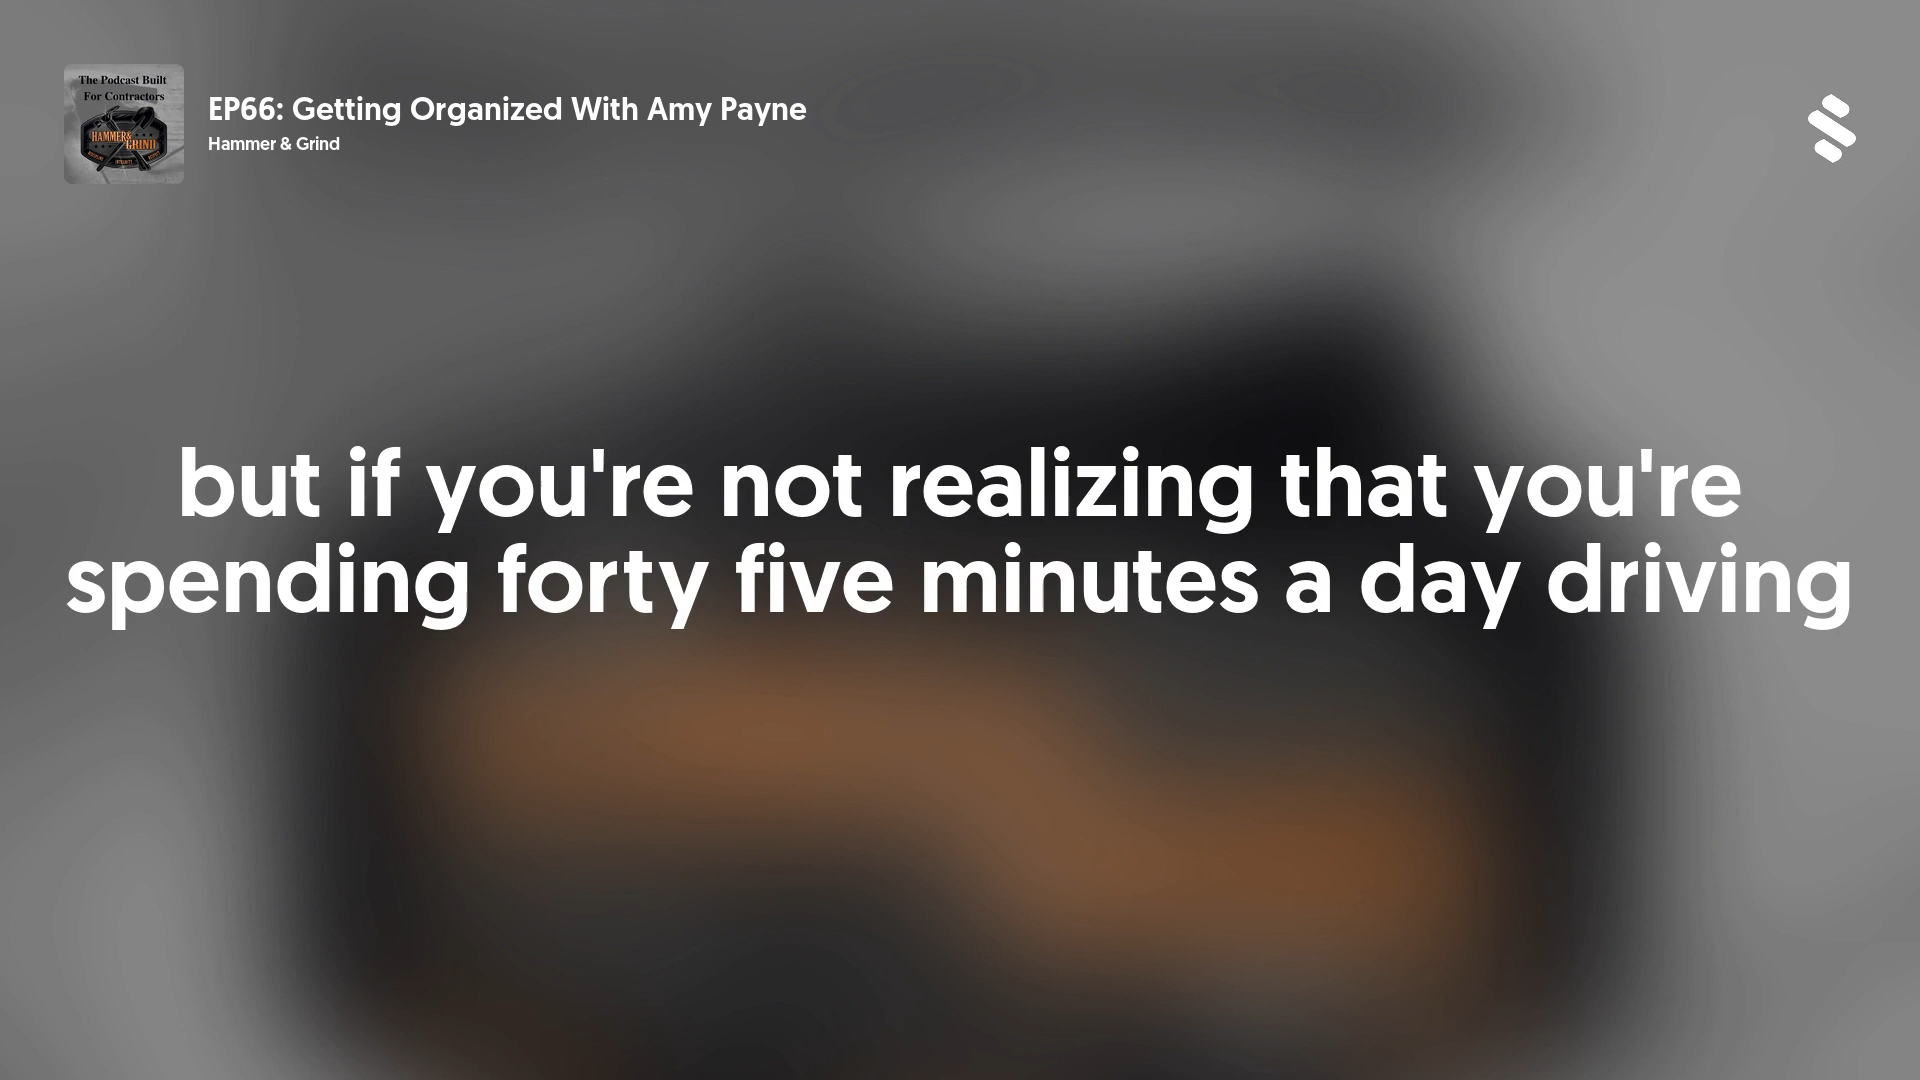 The Podcast Built
For Contractors
HAMMER&
GRIND
EP66: Getting Organized With Amy Payne
Hammer & Grind
but if you're not realizing that you're
spending forty five minutes a day driving